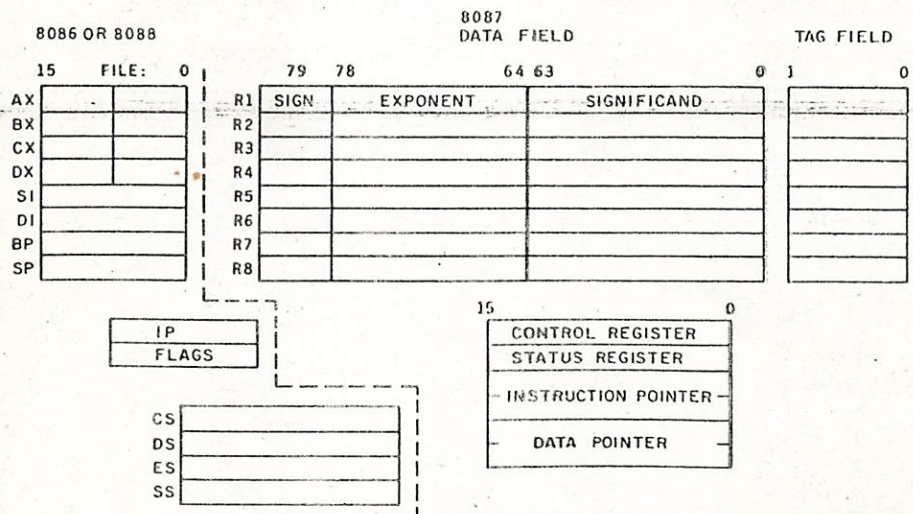 8087
8086 OR 8088 DATA FIELD TAG FIELD
15 FILE: 0 79 78 64 63 0 1 0
AX R1 SIGN EXPONENT SIGNIFICAND
BX R2
CX R3
DX R4
SI R5
DI R6
BP R7
SP R8
15 0
IP CONTROL REGISTER
FLAGS STATUS REGISTER
INSTRUCTION POINTER
CS
DS DATA POINTER
ES
SS